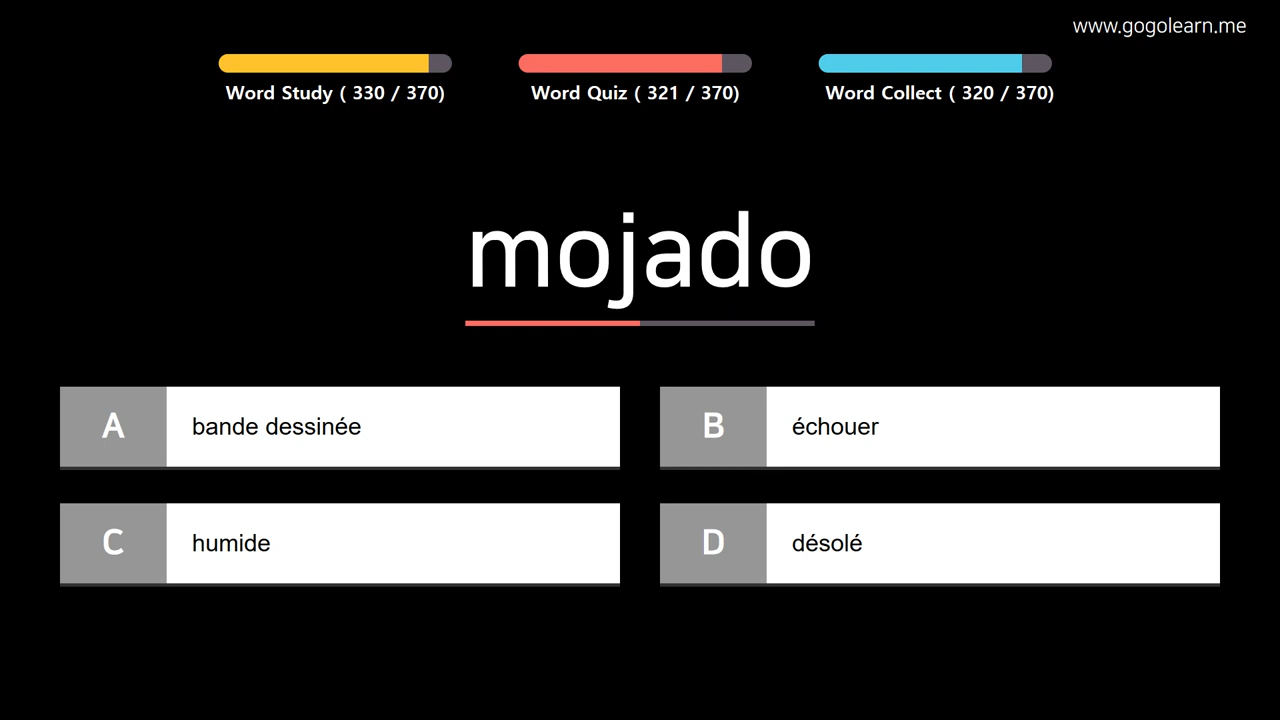 www.gogolearn.me
Word Study ( 330 / 370)
Word Quiz ( 321 / 370)
Word Collect ( 320 / 370)
mojado
A bande dessinée
B échouer
C humide
D désolé